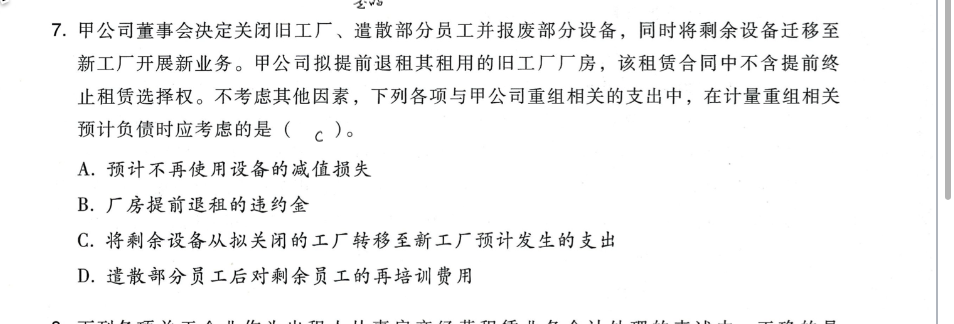 7. 甲公司董事会决定关闭旧工厂、遣散部分员工并报废部分设备，同时将剩余设备迁移至
新工厂开展新业务。甲公司拟提前退租其租用的旧工厂厂房，该租赁合同中不含提前终
止租赁选择权。不考虑其他因素，下列各项与甲公司重组相关的支出中，在计量重组相关
预计负债时应考虑的是（ C ）。
A. 预计不再使用设备的减值损失
B. 厂房提前退租的违约金
C. 将剩余设备从拟关闭的工厂转移至新工厂预计发生的支出
D. 遣散部分员工后对剩余员工的再培训费用